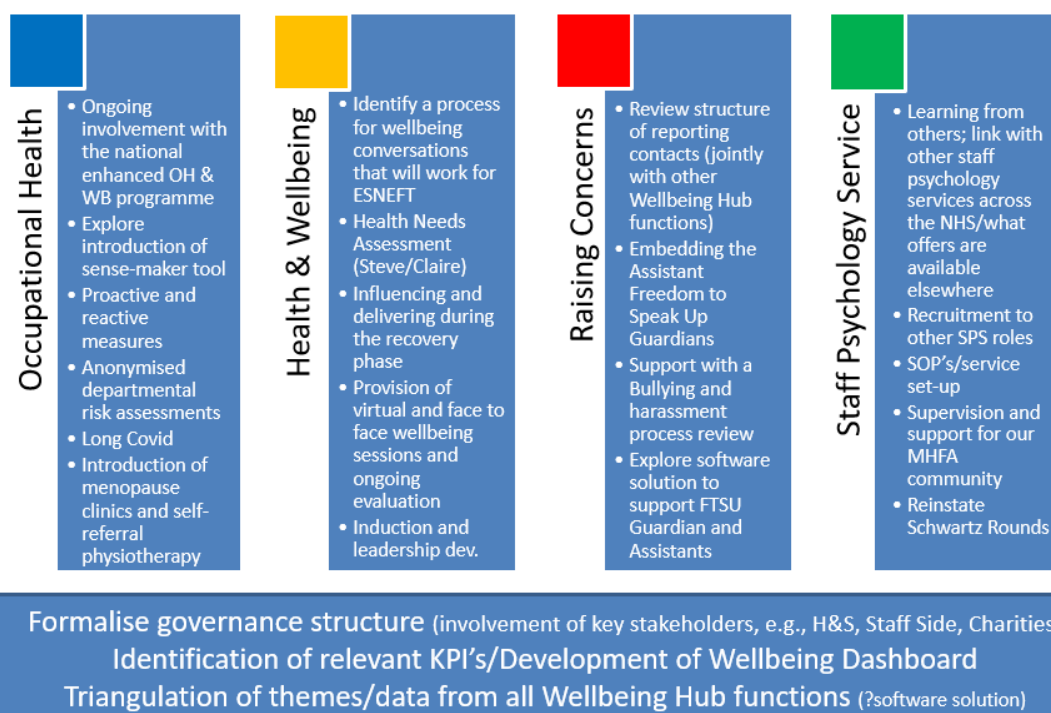 Occupational Health
• Ongoing
involvement with
the national
enhanced OH &
WB programme
• Explore
introduction of
sense-maker tool
• Proactive and
reactive
measures
• Anonymised
departmental
risk assessments
• Long Covid
• Introduction of
menopause
clinics and self-
referral
physiotherapy
Health & Wellbeing
• Identify a process
for wellbeing
conversations
that will work for
ESNEFT
• Health Needs
Assessment
(Steve/Claire)
• Influencing and
delivering during
the recovery
phase
• Provision of
virtual and face to
face wellbeing
sessions and
ongoing
evaluation
• Induction and
leadership dev.
Raising Concerns
• Review structure
of reporting
contacts (jointly
with other
Wellbeing Hub
functions)
• Embedding the
Assistant
Freedom to
Speak Up
Guardians
• Support with a
Bullying and
harassment
process review
• Explore software
solution to
support FTSU
Guardian and
Assistants
Staff Psychology Service
• Learning from
others; link with
other staff
psychology
services across
the NHS/what
offers are
available
elsewhere
• Recruitment to
other SPS roles
• SOP's/service
set-up
• Supervision and
support for our
MHFA
community
• Reinstate
Schwartz Rounds
Formalise governance structure (involvement of key stakeholders, e.g., H&S, Staff Side, Charities
Identification of relevant KPI's/Development of Wellbeing Dashboard
Triangulation of themes/data from all Wellbeing Hub functions (?software solution)